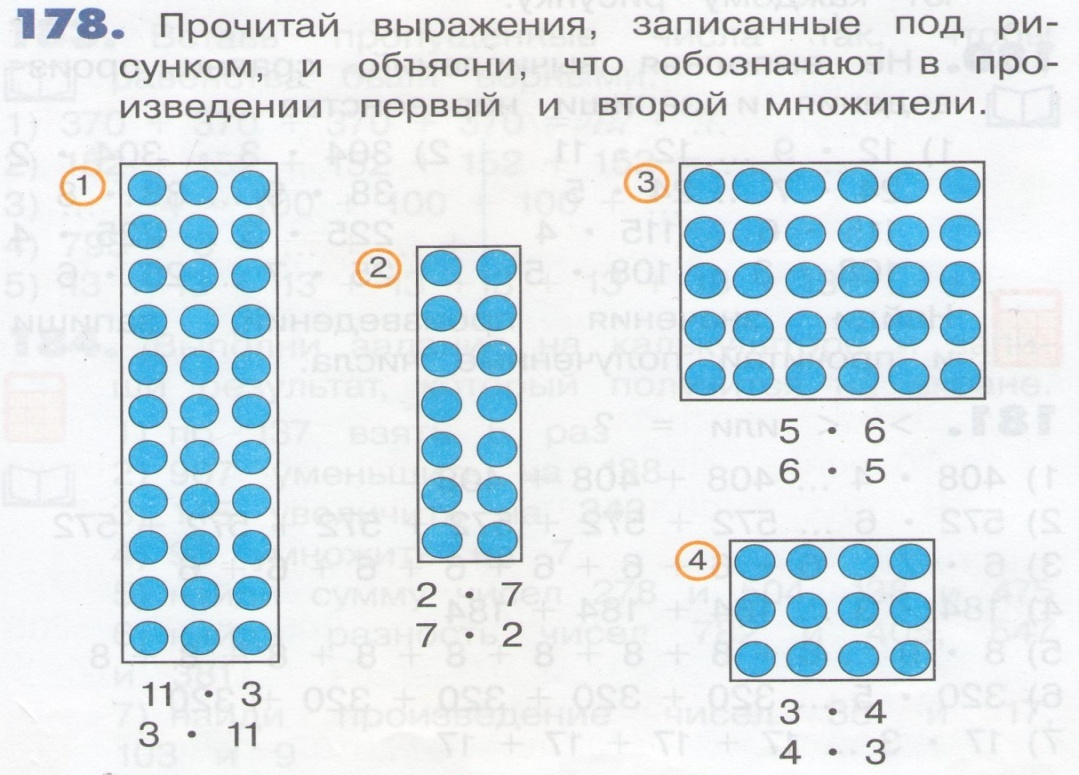 178. Прочитай выражения, записанные под ри-
сунком, и объясни, что обозначают в про-
изведении первый и второй множители.
1
11 · 3
3 · 11
2
2 · 7
7 · 2
3
5 · 6
6 · 5
4
3 · 4
4 · 3